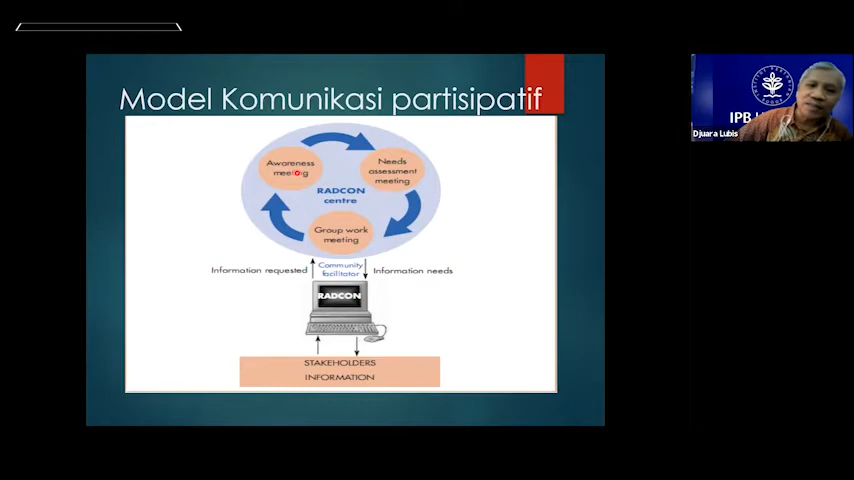 Model Komunikasi partisipatif
Awareness
meeting
Needs
assessment
meeting
RADCON
centre
Group work
meeting
Information requested
Community
facilitator
Information needs
RADCON
STAKEHOLDERS
INFORMATION
IPB
Djuara Lubis